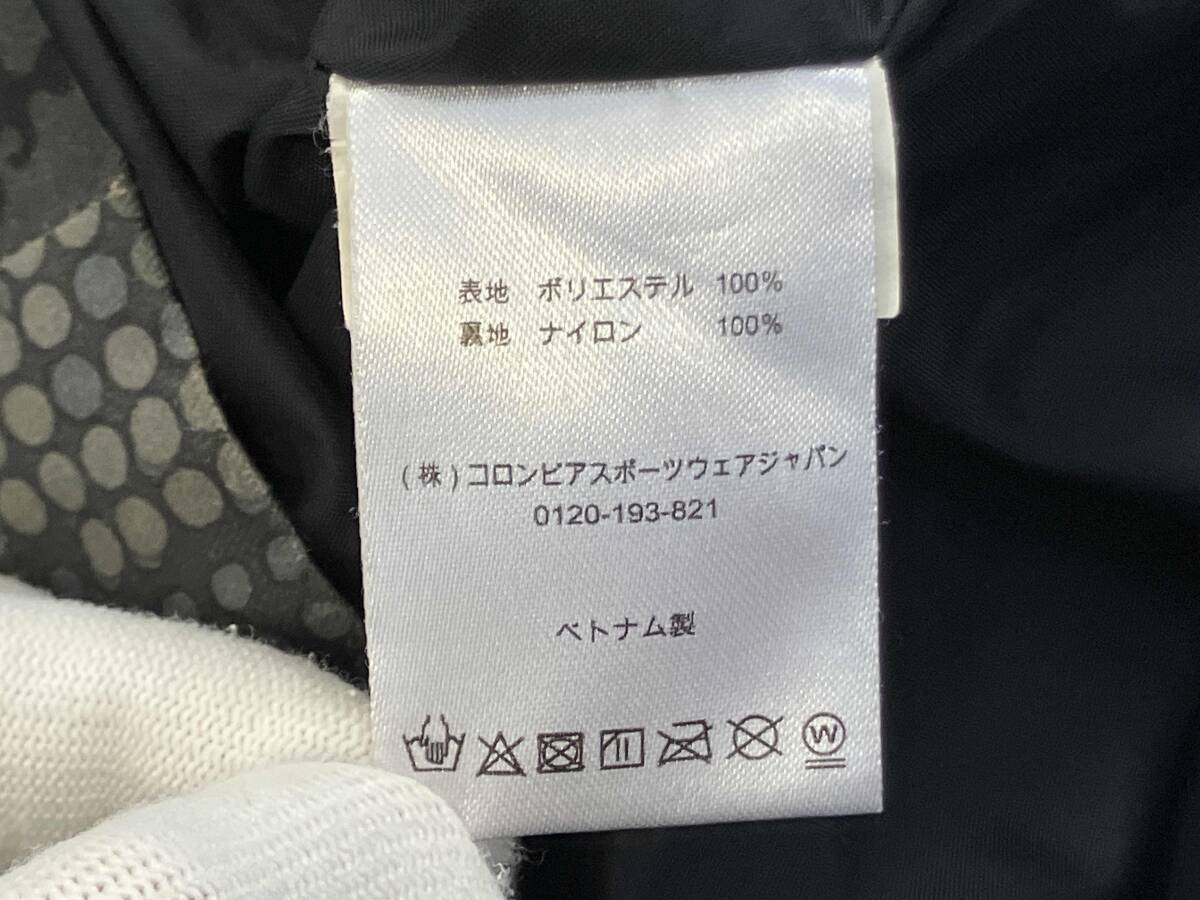 表地 ポリエステル 100%
裏地 ナイロン 100%
(株)コロンビアスポーツウェアジャパン
0120-193-821
ベトナム製
W